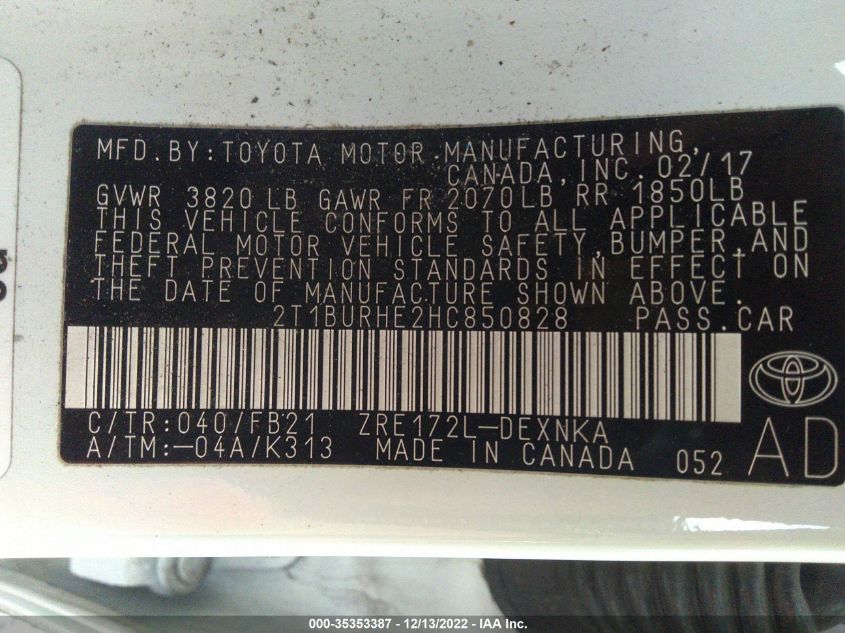 MFD.BY:TOYOTA MOTOR MANUFACTURING,
CANADA,INC. 02/17
GVWR 3820 LB GAWR FR 2070LB RR 1850LB
THIS VEHICLE CONFORMS TO ALL APPLICABLE
FEDERAL MOTOR VEHICLE SAFETY, BUMPER, AND
THEFT PREVENTION STANDARDS IN EFFECT ON
THE DATE OF MANUFACTURE SHOWN ABOVE.
2T1BURHE2HC850828 PASS.CAR
C/TR:040/FB21 ZRE172L-DEXNKA
A/TM:-04A/K313 MADE IN CANADA 052 AD
000-35353387 - 12/13/2022 - IAA Inc.